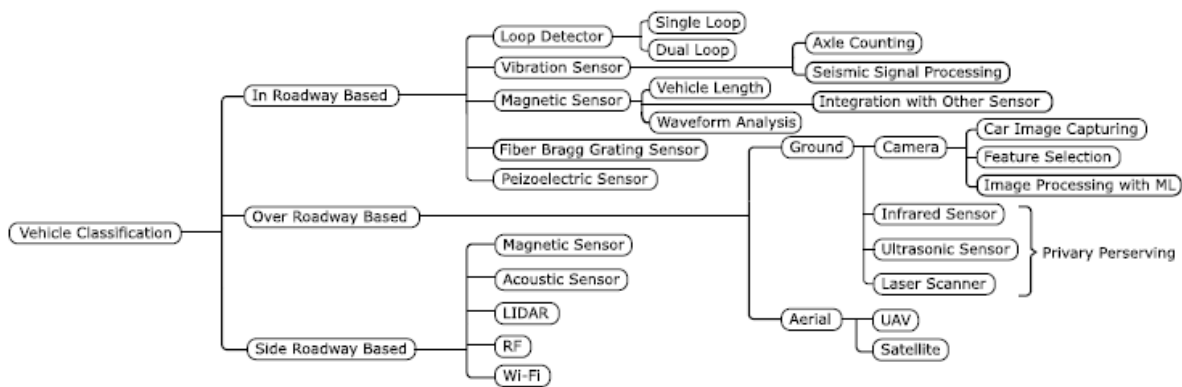 Vehicle Classification
In Roadway Based
Loop Detector
Single Loop
Dual Loop
Vibration Sensor
Axle Counting
Seismic Signal Processing
Magnetic Sensor
Vehicle Length
Integration with Other Sensor
Waveform Analysis
Fiber Bragg Grating Sensor
Peizoelectric Sensor
Over Roadway Based
Ground
Camera
Car Image Capturing
Feature Selection
Image Processing with ML
Infrared Sensor
Ultrasonic Sensor
Laser Scanner
Privary Perserving
Aerial
UAV
Satellite
Side Roadway Based
Magnetic Sensor
Acoustic Sensor
LIDAR
RF
Wi-Fi